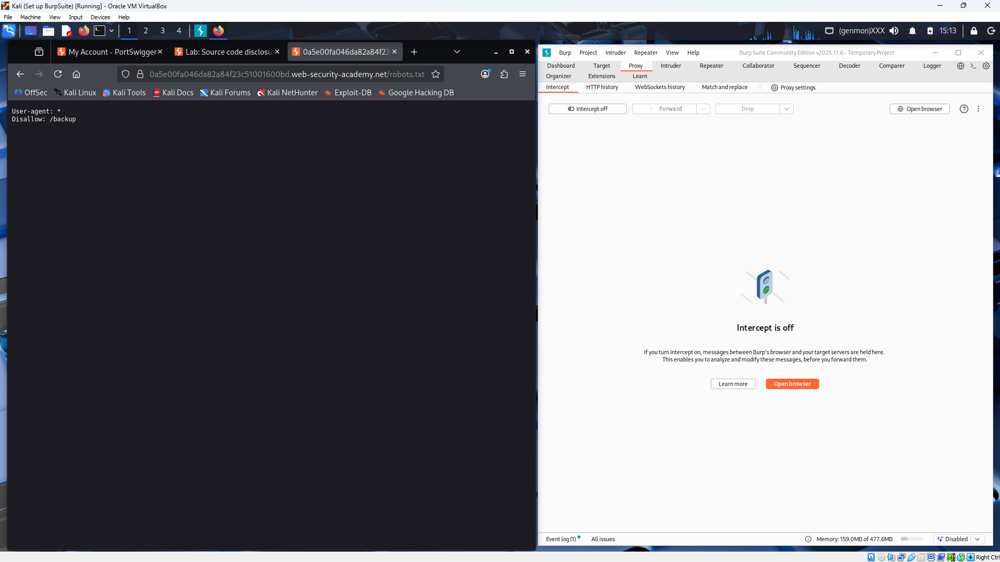 Kali (Set up BurpSuite) [Running] - Oracle VM VirtualBox
File Machine View Input Devices Help
1 2 3 4
(genmon)XXX 15:13
My Account - PortSwigger
Lab: Source code disclosu
0a5e00fa046da82a84f23
0a5e00fa046da82a84f23c51001600bd.web-security-academy.net/robots.txt
OffSec Kali Linux Kali Tools Kali Docs Kali Forums Kali NetHunter Exploit-DB Google Hacking DB
User-agent: *
Disallow: /backup
Burp Project Intruder Repeater View Help
Burp Suite Community Edition v2025.11.6 - Temporary Project
Dashboard Target Proxy Intruder Repeater Collaborator Sequencer Decoder Comparer Logger
Organizer Extensions Learn
Intercept HTTP history WebSockets history Match and replace Proxy settings
Intercept off Forward Drop Open browser
Intercept is off
If you turn Intercept on, messages between Burp's browser and your target servers are held here.
This enables you to analyze and modify these messages, before you forward them.
Learn more Open browser
Event log (1) All issues
Memory: 159.0MB of 477.6MB
Disabled
Right Ctrl